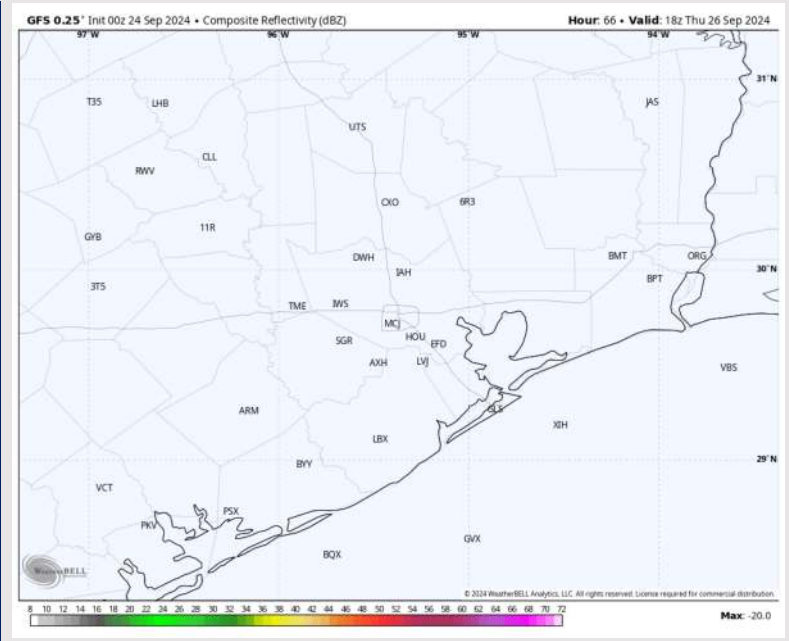 GFS 0.25° Init 00z 24 Sep 2024 • Composite Reflectivity (dBZ) Hour: 66 • Valid: 18z Thu 26 Sep 2024
97°W 96°W 95°W 94°W
31°N
T35 LHB JAS
UTS
CLL
RWV
CXO 6R3
11R
GYB
DWH BMT ORG
30°N
IAH
BPT
3T5
TME IWS
MCJ
SGR HOU EFD
AXH LVJ
VBS
ARM GLS
XIH
LBX
29°N
BYY
VCT
PSX
PKV
GVX
BQX
WeatherBELL
© 2024 WeatherBELL Analytics, LLC. All rights reserved. License required for commercial distribution.
8 10 12 14 16 18 20 22 24 26 28 30 32 34 36 38 40 42 44 46 48 50 52 54 56 58 60 62 64 66 68 70 72 Max: -20.0